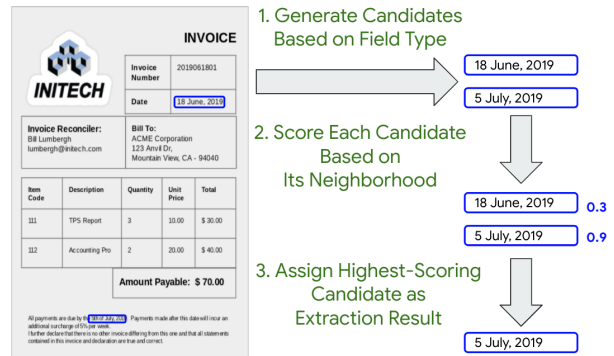 INVOICE
INITECH
Invoice Number 2019061801
Date 18 June, 2019
Invoice Reconciler:
Bill Lumbergh
lumbergh@initech.com
Bill To:
ACME Corporation
123 Anvil Dr,
Mountain View, CA - 94040
Item Code Description Quantity Unit Price Total
111 TPS Report 3 10.00 $ 30.00
112 Accounting Pro 2 20.00 $ 40.00
Amount Payable: $ 70.00
All payments are due by the 5th of July, 2019. Payments made after this date will incur an
additional surcharge of 5% per week.
I further declare that there is no other invoice differing from this one and that all statements
contained in this invoice and declaration are true and correct.
1. Generate Candidates
Based on Field Type
18 June, 2019
5 July, 2019
2. Score Each Candidate
Based on
Its Neighborhood
18 June, 2019 0.3
5 July, 2019 0.9
3. Assign Highest-Scoring
Candidate as
Extraction Result
5 July, 2019